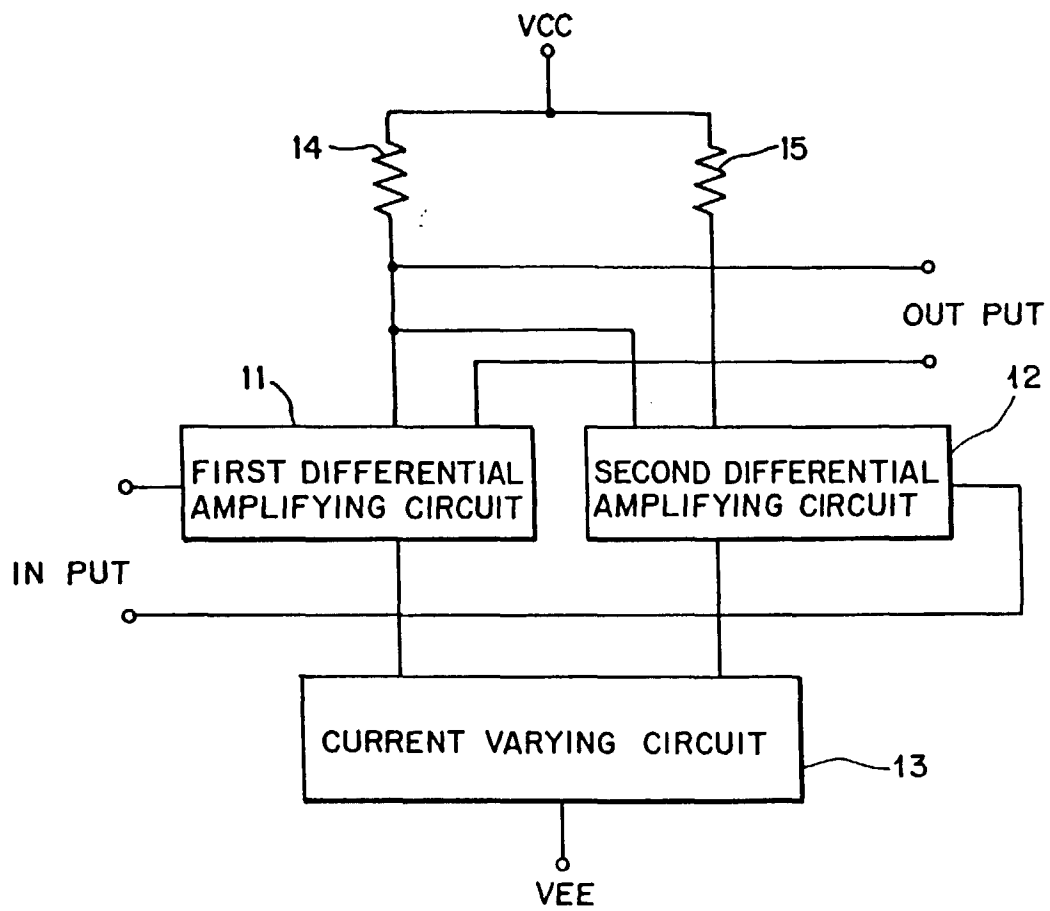 VCC
14
15
OUT PUT
11
12
FIRST DIFFERENTIAL
AMPLIFYING CIRCUIT
SECOND DIFFERENTIAL
AMPLIFYING CIRCUIT
IN PUT
CURRENT VARYING CIRCUIT
13
VEE